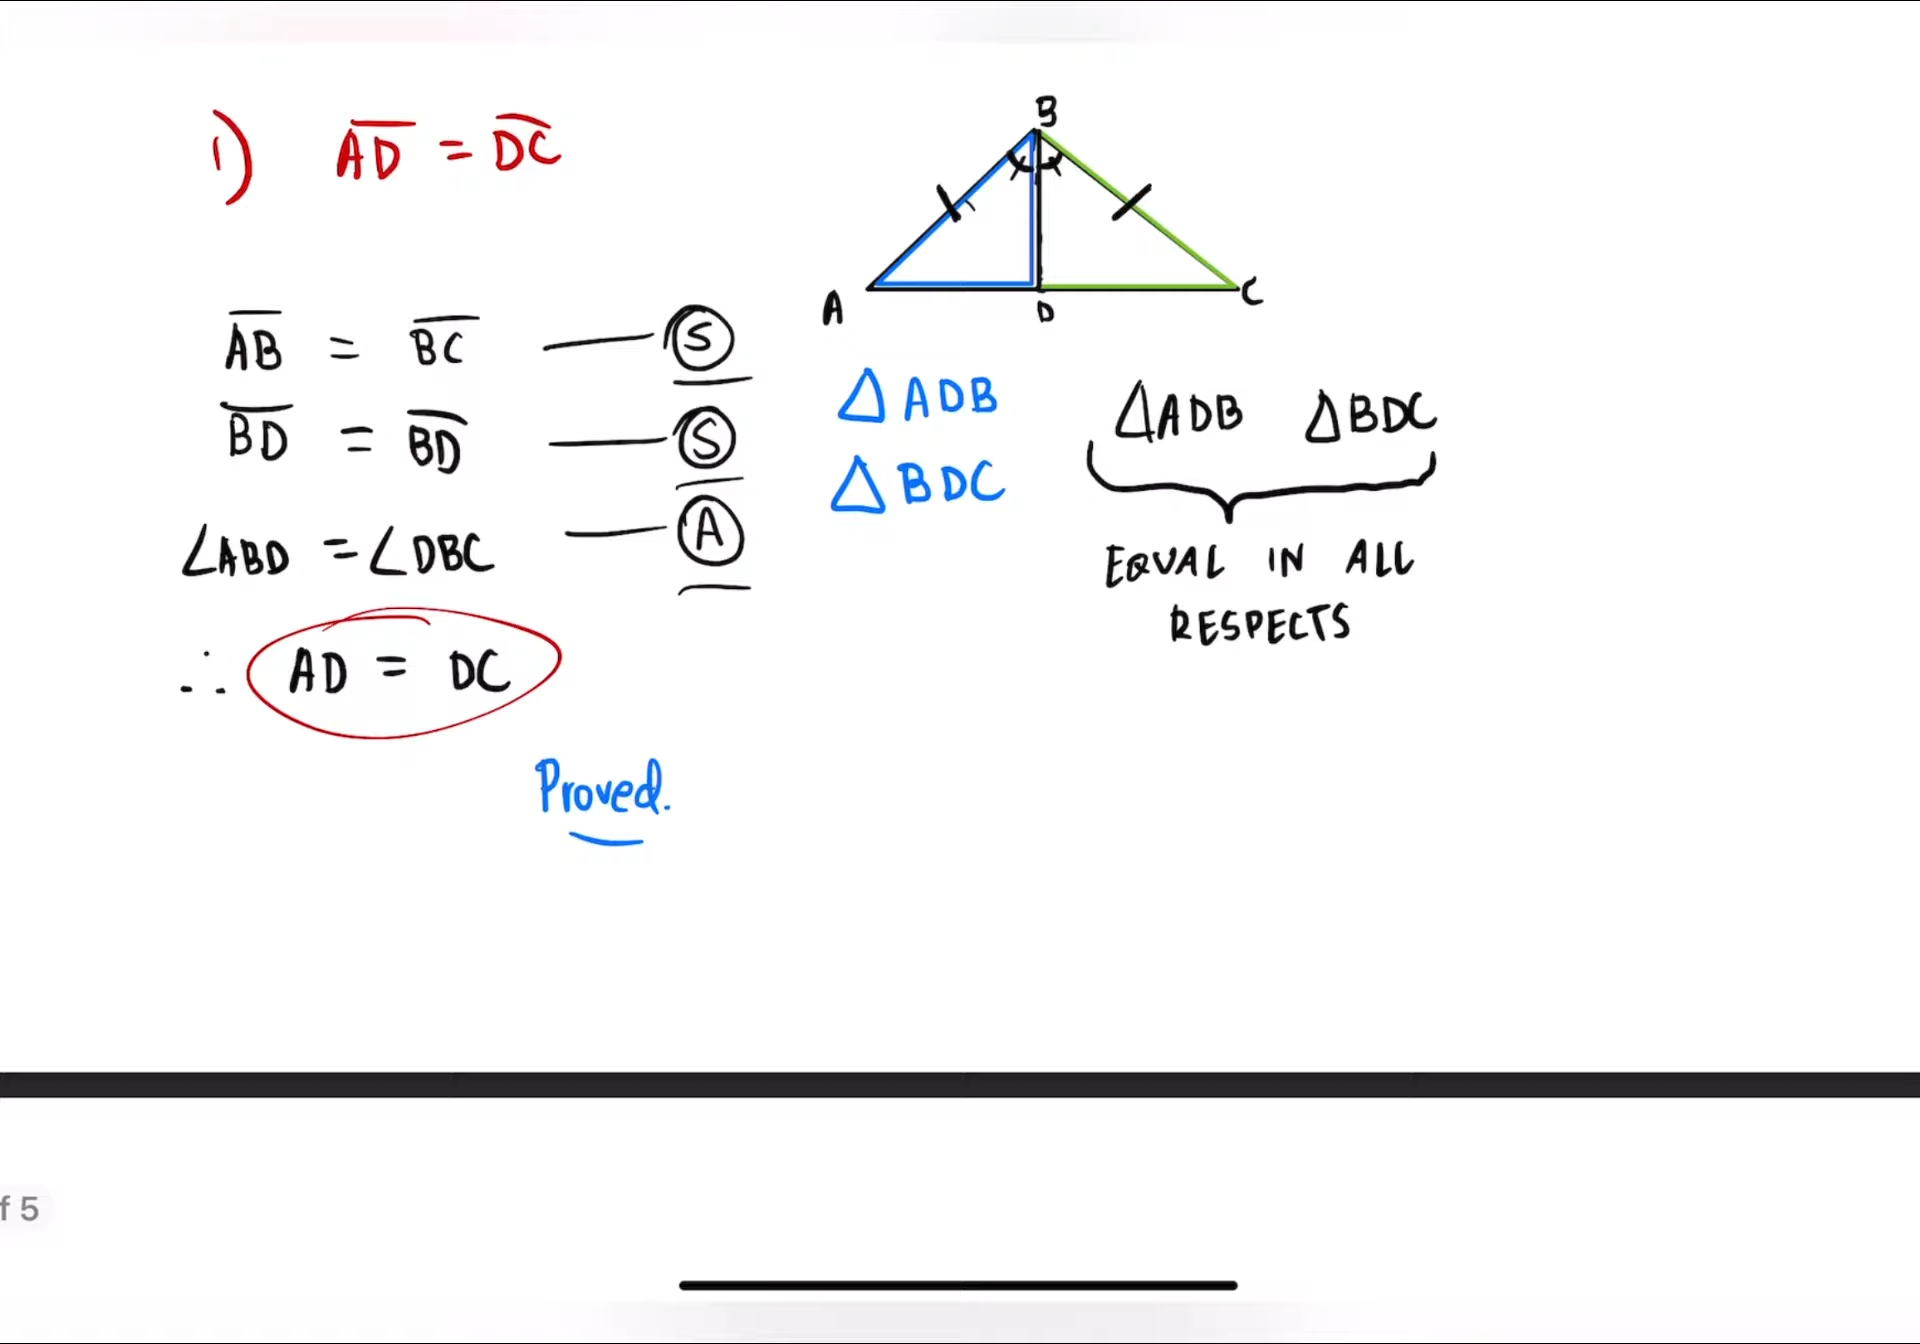 1) AD = DC
B
A
D
C
AB = BC — S
BD = BD — S
∠ABD = ∠DBC — A
∴ AD = DC
Proved.
△ ADB
△ BDC
△ADB △BDC
EQUAL IN ALL
RESPECTS
f 5